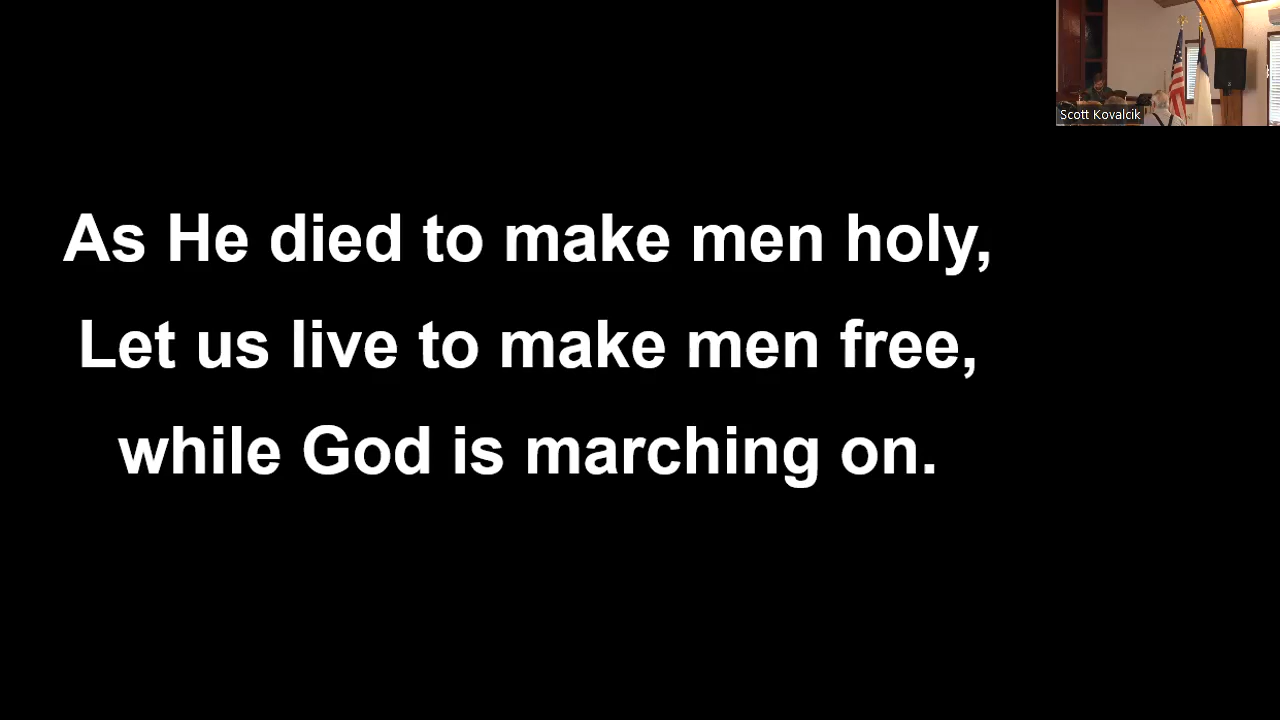 Scott Kovalcik
As He died to make men holy,
Let us live to make men free,
while God is marching on.